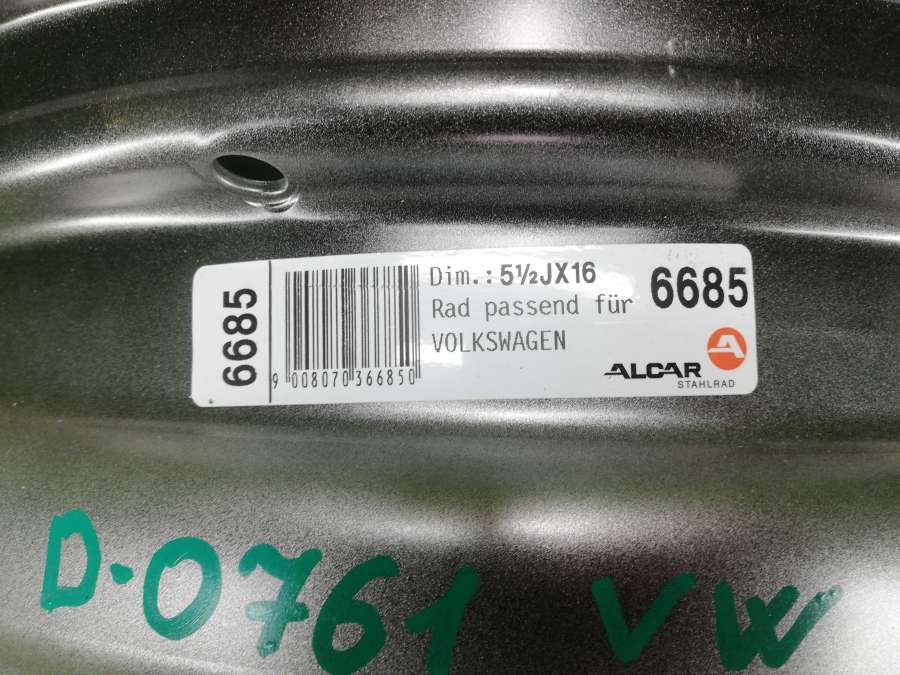 6685
9 008070 366850
Dim.: 5½JX16
Rad passend für
VOLKSWAGEN
6685
A
ALCAR
STAHLRAD
D-0761 VW